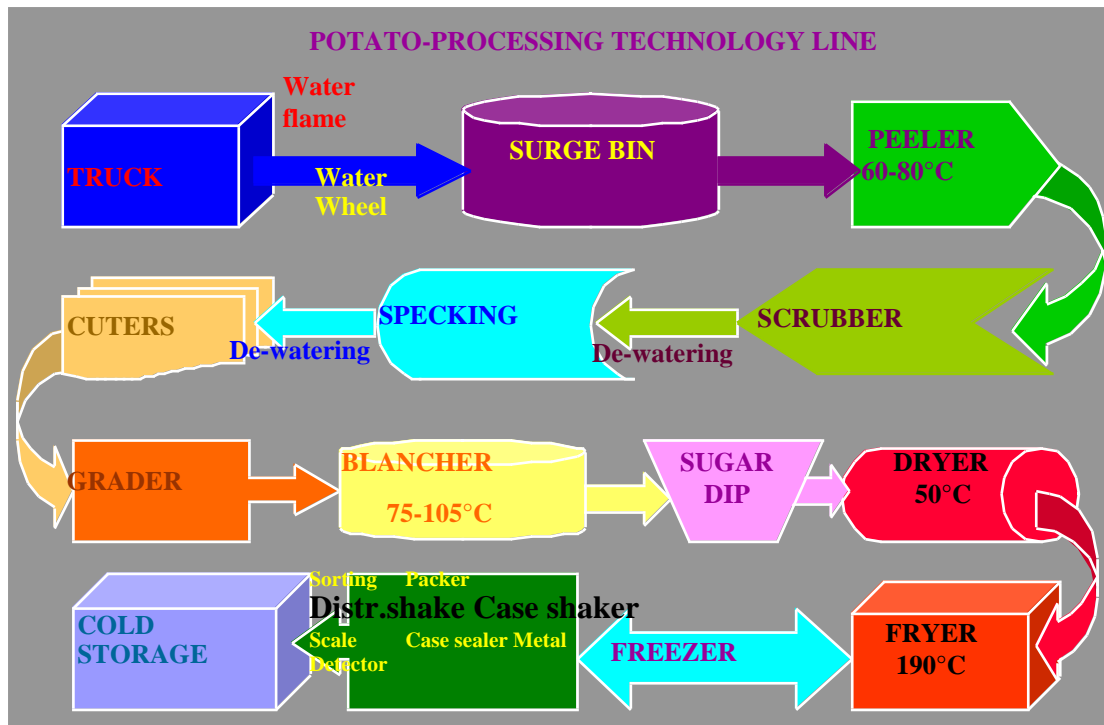 POTATO-PROCESSING TECHNOLOGY LINE
Water
flame
TRUCK
Water
Wheel
SURGE BIN
PEELER
60-80°C
SCRUBBER
De-watering
SPECKING
De-watering
CUTERS
GRADER
BLANCHER
75-105°C
SUGAR
DIP
DRYER
50°C
FRYER
190°C
FREEZER
Sorting Packer
Distr.shake Case shaker
Scale Case sealer Metal
Detector
COLD
STORAGE